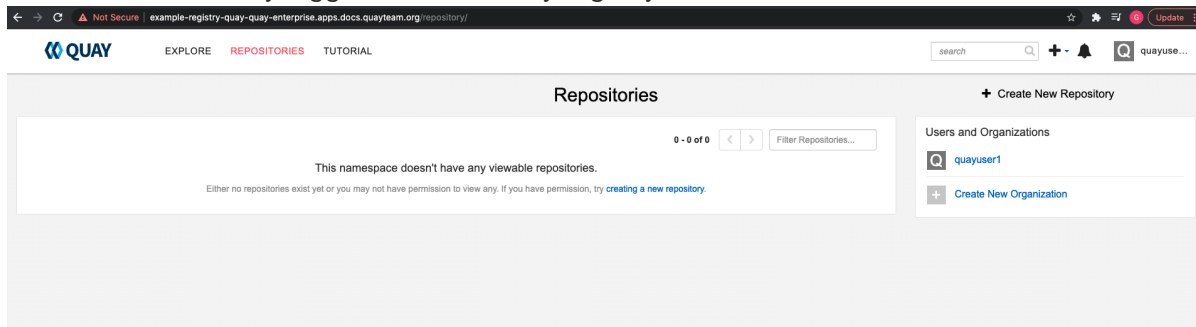 Not Secure example-registry-quay-quay-enterprise.apps.docs.quayteam.org/repository/ G Update
QUAY EXPLORE REPOSITORIES TUTORIAL search Q quayuse...
Repositories + Create New Repository
0 - 0 of 0 < > Filter Repositories...
This namespace doesn't have any viewable repositories.
Either no repositories exist yet or you may not have permission to view any. If you have permission, try creating a new repository.
Users and Organizations
Q quayuser1
+ Create New Organization